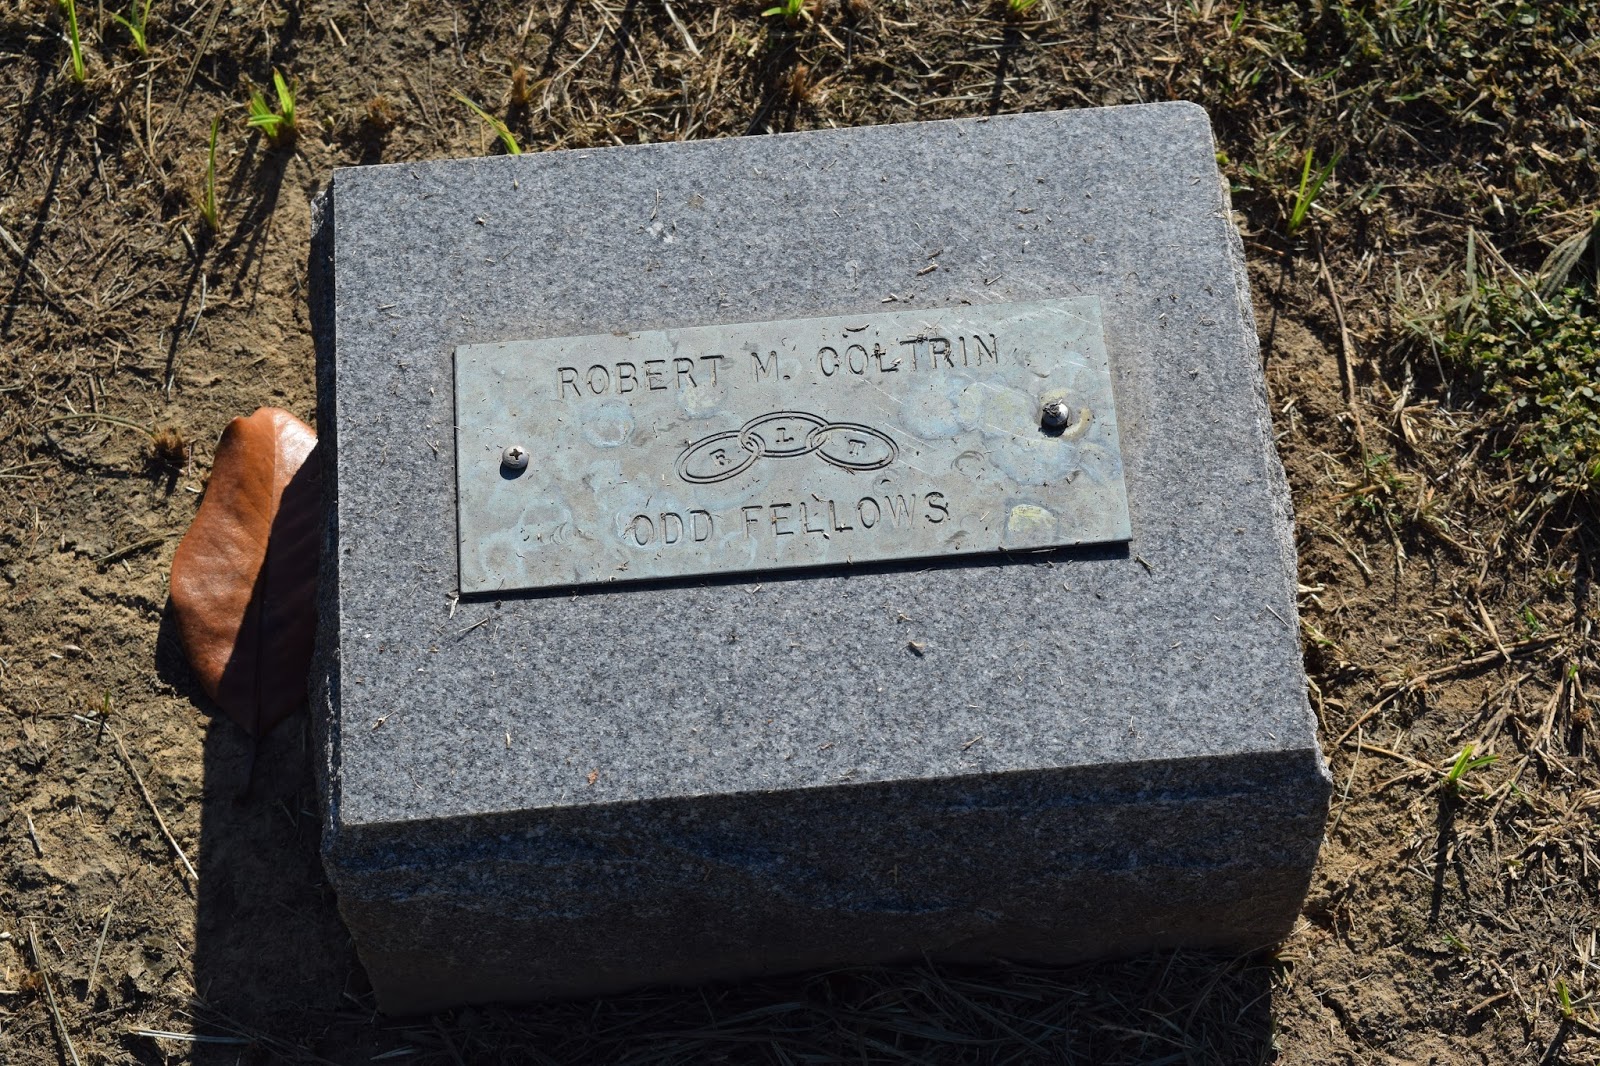 ROBERT M. COLTRIN
F L T
ODD FELLOWS